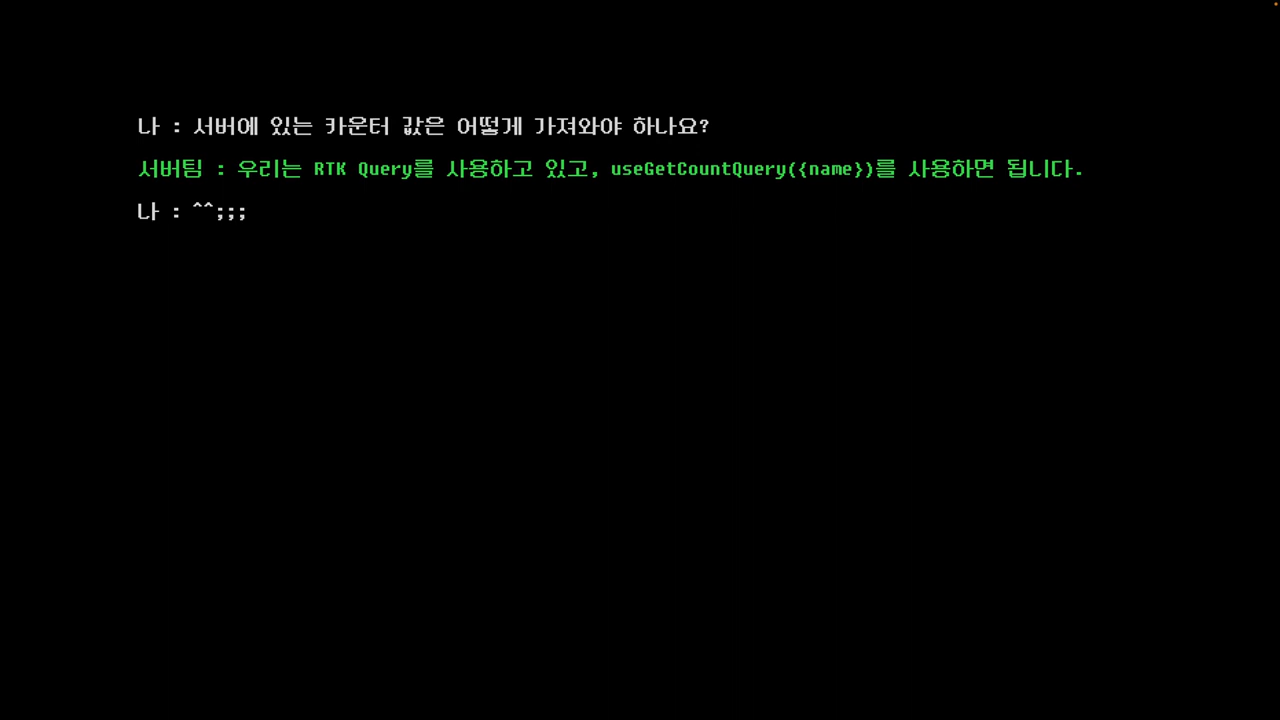 나 : 서버에 있는 카운터 값은 어떻게 가져와야 하나요?
서버팀 : 우리는 RTK Query를 사용하고 있고, useGetCountQuery({name})를 사용하면 됩니다.
나 : ^^;;;